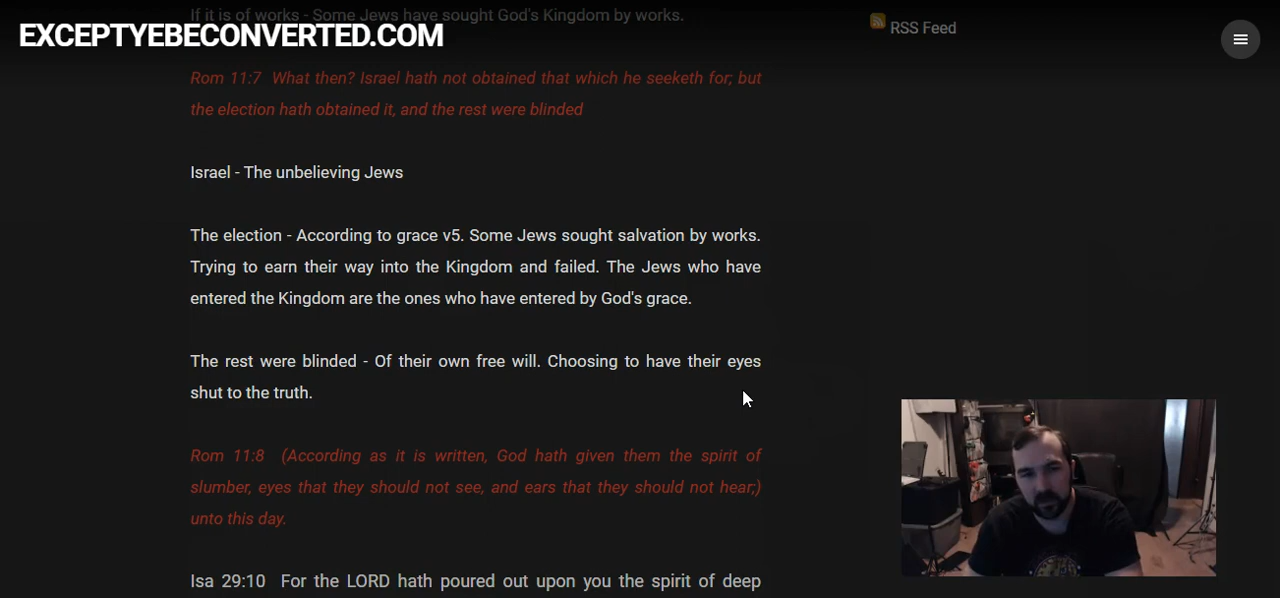 If it is of works - Some Jews have sought God's Kingdom by works.
EXCEPTYEBECONVERTED.COM
RSS Feed
Rom 11:7 What then? Israel hath not obtained that which he seeketh for; but
the election hath obtained it, and the rest were blinded
Israel - The unbelieving Jews
The election - According to grace v5. Some Jews sought salvation by works.
Trying to earn their way into the Kingdom and failed. The Jews who have
entered the Kingdom are the ones who have entered by God's grace.
The rest were blinded - Of their own free will. Choosing to have their eyes
shut to the truth.
Rom 11:8 (According as it is written, God hath given them the spirit of
slumber, eyes that they should not see, and ears that they should not hear;)
unto this day.
Isa 29:10 For the LORD hath poured out upon you the spirit of deep